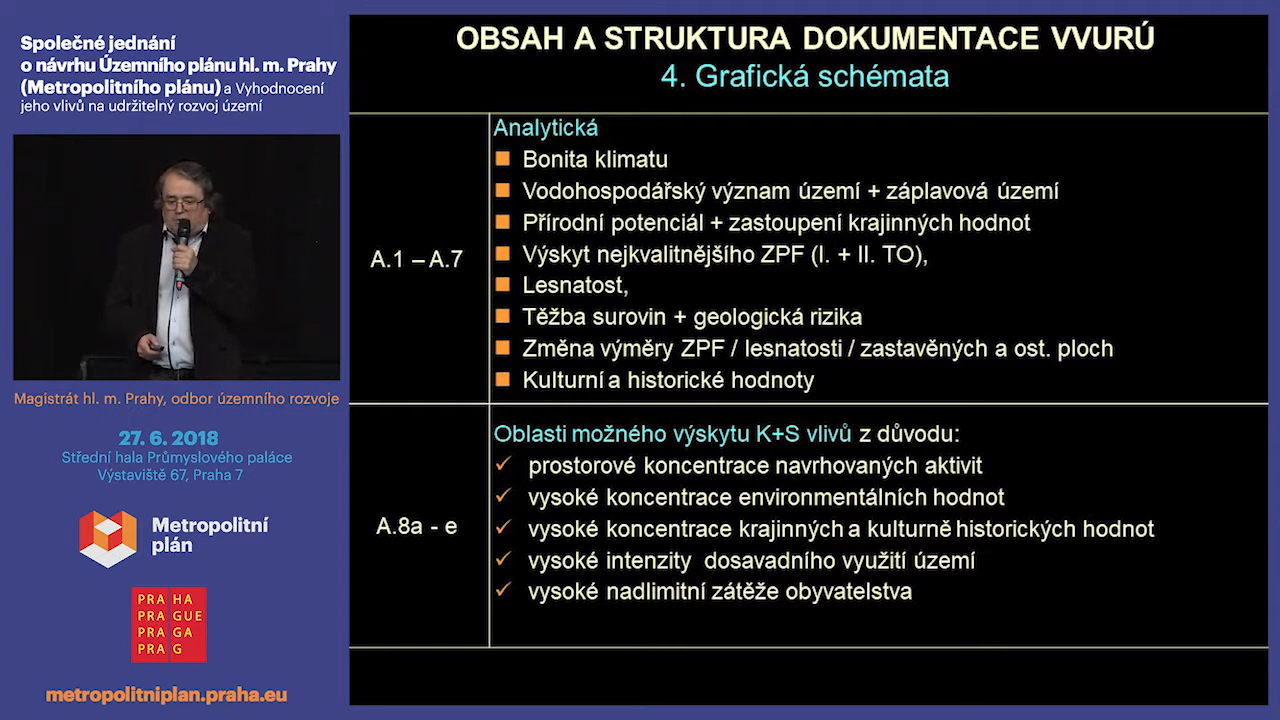 Společné jednání
o návrhu Územního plánu hl. m. Prahy
(Metropolitního plánu) a Vyhodnocení
jeho vlivů na udržitelný rozvoj území
Magistrát hl. m. Prahy, odbor územního rozvoje
27. 6. 2018
Střední hala Průmyslového paláce
Výstaviště 67, Praha 7
Metropolitní
plán
PRA HA
PRA GUE
PRA GA
PRA G
metropolitniplan.praha.eu
OBSAH A STRUKTURA DOKUMENTACE VVURÚ
4. Grafická schémata
A.1 – A.7
Analytická
Bonita klimatu
Vodohospodářský význam území + záplavová území
Přírodní potenciál + zastoupení krajinných hodnot
Výskyt nejkvalitnějšího ZPF (I. + II. TO),
Lesnatost,
Těžba surovin + geologická rizika
Změna výměry ZPF / lesnatosti / zastavěných a ost. ploch
Kulturní a historické hodnoty
A.8a - e
Oblasti možného výskytu K+S vlivů z důvodu:
prostorové koncentrace navrhovaných aktivit
vysoké koncentrace environmentálních hodnot
vysoké koncentrace krajinných a kulturně historických hodnot
vysoké intenzity dosavadního využití území
vysoké nadlimitní zátěže obyvatelstva